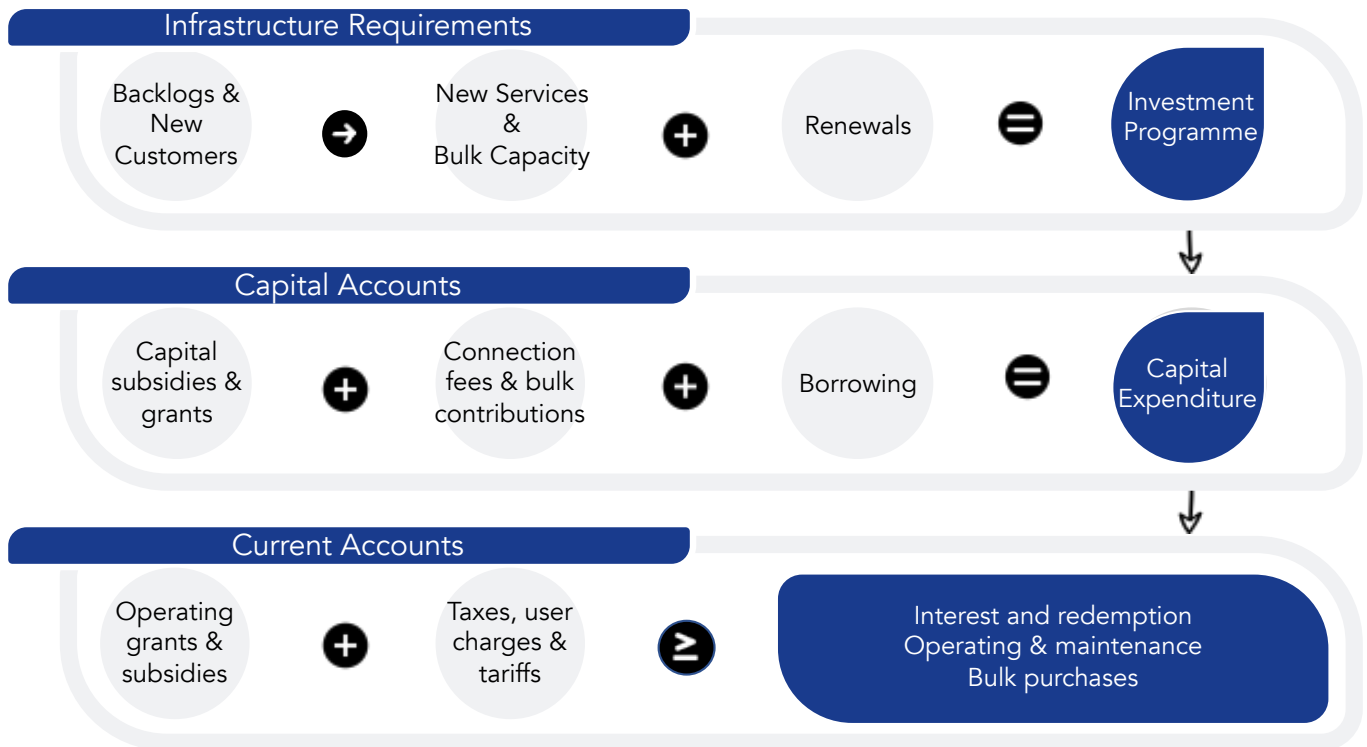 Infrastructure Requirements
Backlogs &
New
Customers
→
New Services
&
Bulk Capacity
+
Renewals
=
Investment
Programme
Capital Accounts
Capital
subsidies &
grants
+
Connection
fees & bulk
contributions
+
Borrowing
=
Capital
Expenditure
Current Accounts
Operating
grants &
subsidies
+
Taxes, user
charges &
tariffs
≥
Interest and redemption
Operating & maintenance
Bulk purchases